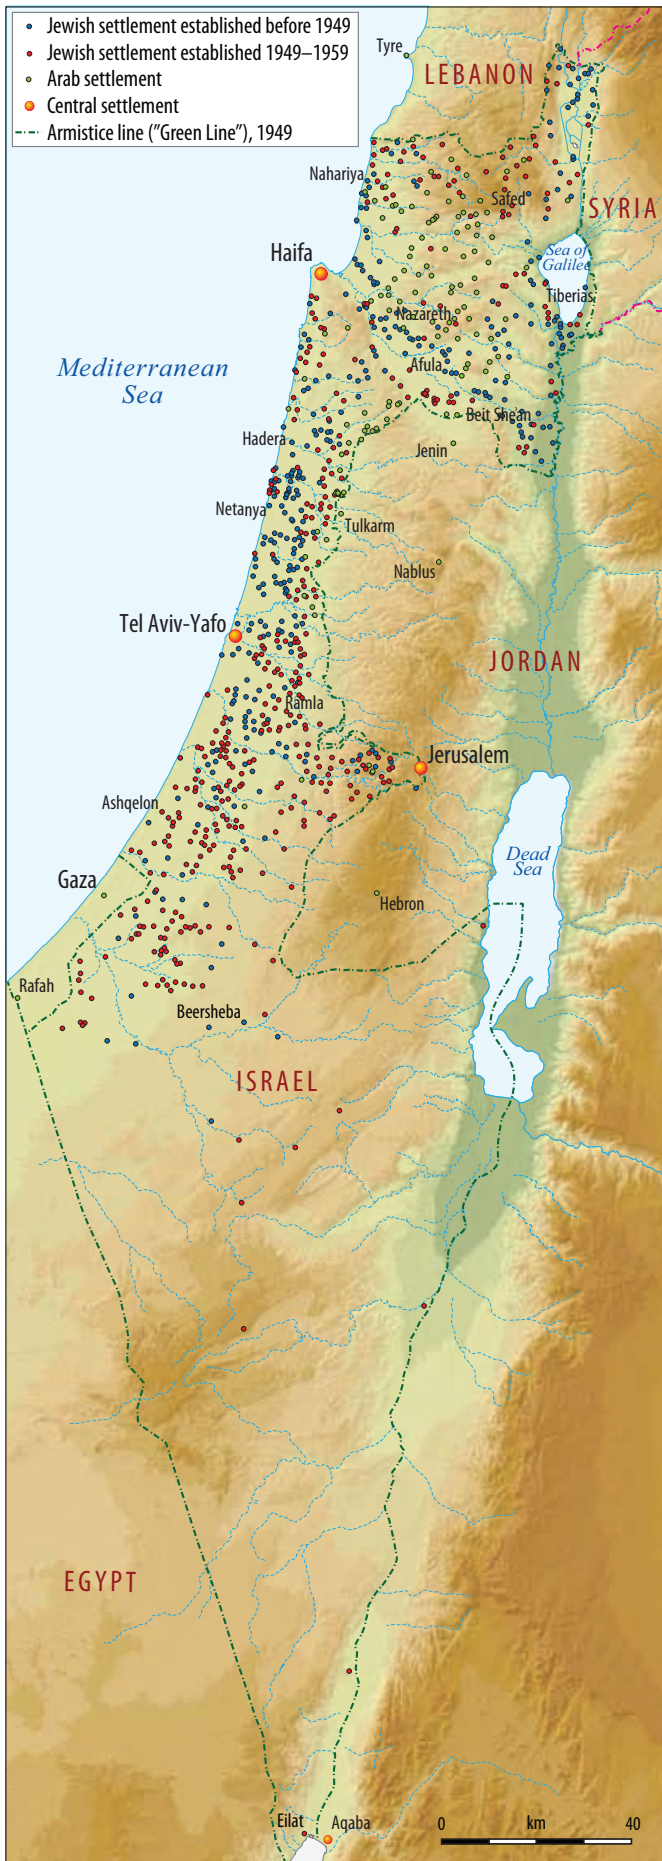 Jewish settlement established before 1949
Jewish settlement established 1949–1959
Arab settlement
Central settlement
Armistice line ("Green Line"), 1949
Tyre
LEBANON
Nahariya
Safed
SYRIA
Haifa
Sea of
Galilee
Tiberias
Nazareth
Mediterranean
Sea
Afula
Beit Shean
Hadera
Jenin
Netanya
Tulkarm
Nablus
Tel Aviv-Yafo
JORDAN
Ramla
Jerusalem
Ashqelon
Dead
Sea
Gaza
Hebron
Rafah
Beersheba
ISRAEL
EGYPT
Eilat
Aqaba
0 km 40